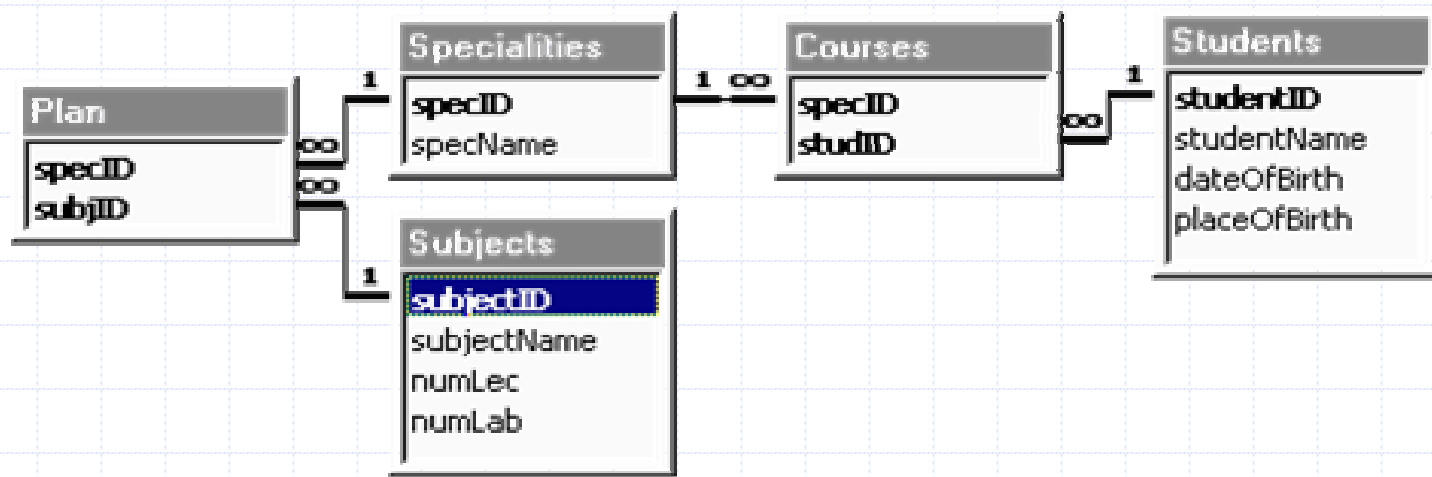 Plan
specID
subjID
Specialities
specID
specName
Subjects
subjectID
subjectName
numLec
numLab
Courses
specID
studID
Students
studentID
studentName
dateOfBirth
placeOfBirth
1
∞
∞
1
1
∞
∞
1